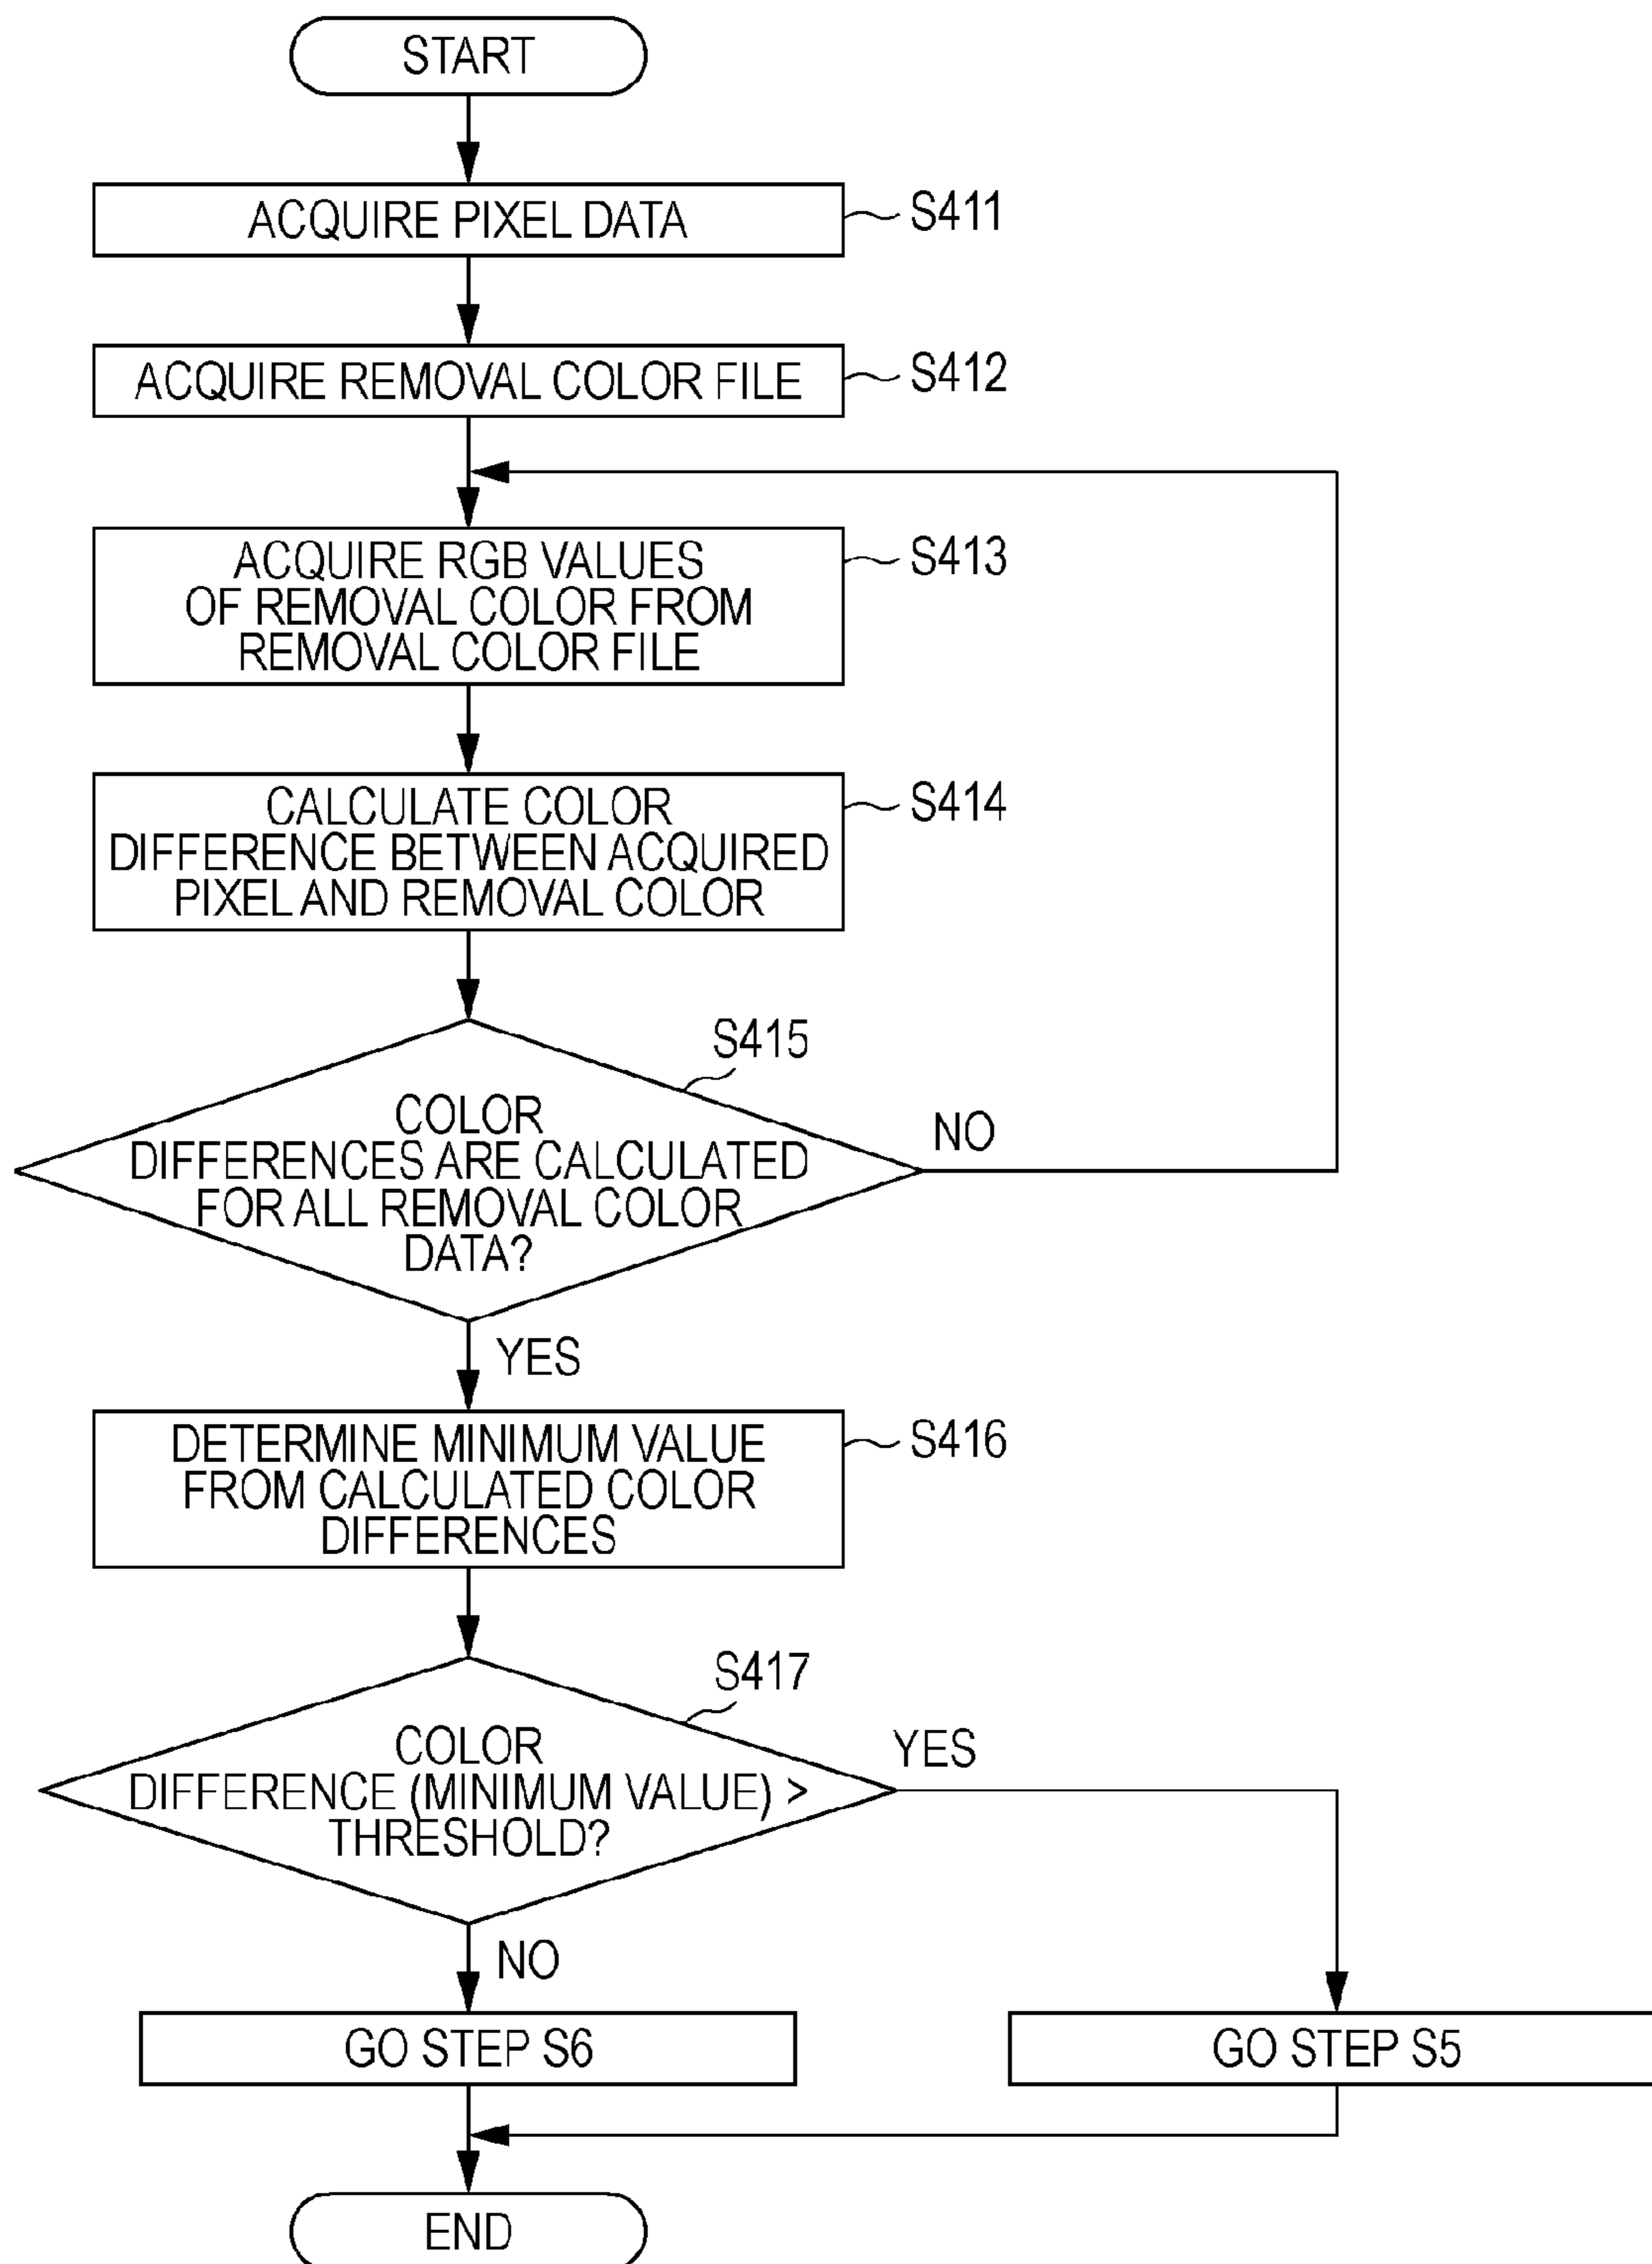 START
ACQUIRE PIXEL DATA
S411
ACQUIRE REMOVAL COLOR FILE
S412
ACQUIRE RGB VALUES
OF REMOVAL COLOR FROM
REMOVAL COLOR FILE
S413
CALCULATE COLOR
DIFFERENCE BETWEEN ACQUIRED
PIXEL AND REMOVAL COLOR
S414
S415
COLOR
DIFFERENCES ARE CALCULATED
FOR ALL REMOVAL COLOR
DATA?
NO
YES
DETERMINE MINIMUM VALUE
FROM CALCULATED COLOR
DIFFERENCES
S416
S417
COLOR
DIFFERENCE (MINIMUM VALUE) >
THRESHOLD?
YES
NO
GO STEP S6
GO STEP S5
END